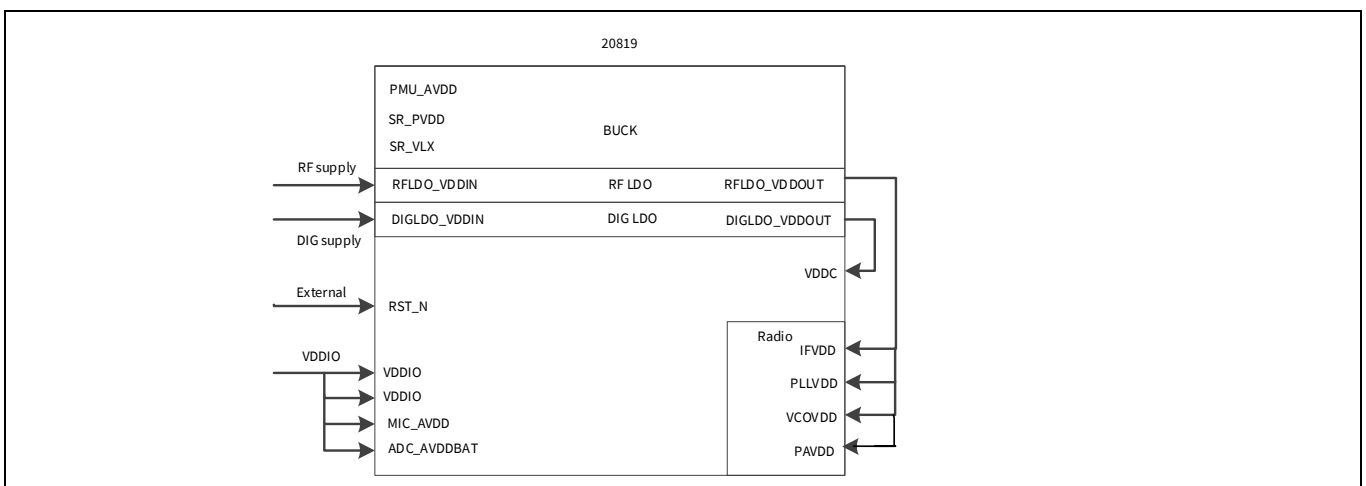 20819
PMU_AVDD
SR_PVDD
BUCK
SR_VLX
RF supply
RFLDO_VDDIN RF LDO RFLDO_VDDOUT
DIGLDO_VDDIN DIG LDO DIGLDO_VDDOUT
DIG supply
VDDC
External
RST_N
Radio
IFVDD
VDDIO
VDDIO
PLLVDD
VDDIO
VCOVDD
MIC_AVDD
ADC_AVDDBAT
PAVDD